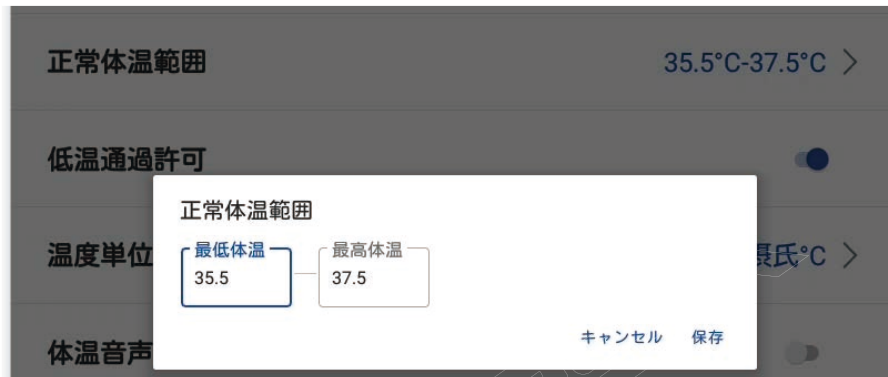 正常体温範囲
35.5°C-37.5°C
低温通過許可
正常体温範囲
温度単位
最低体温
最高体温
氏°C
35.5
37.5
キャンセル
保存
体温音声